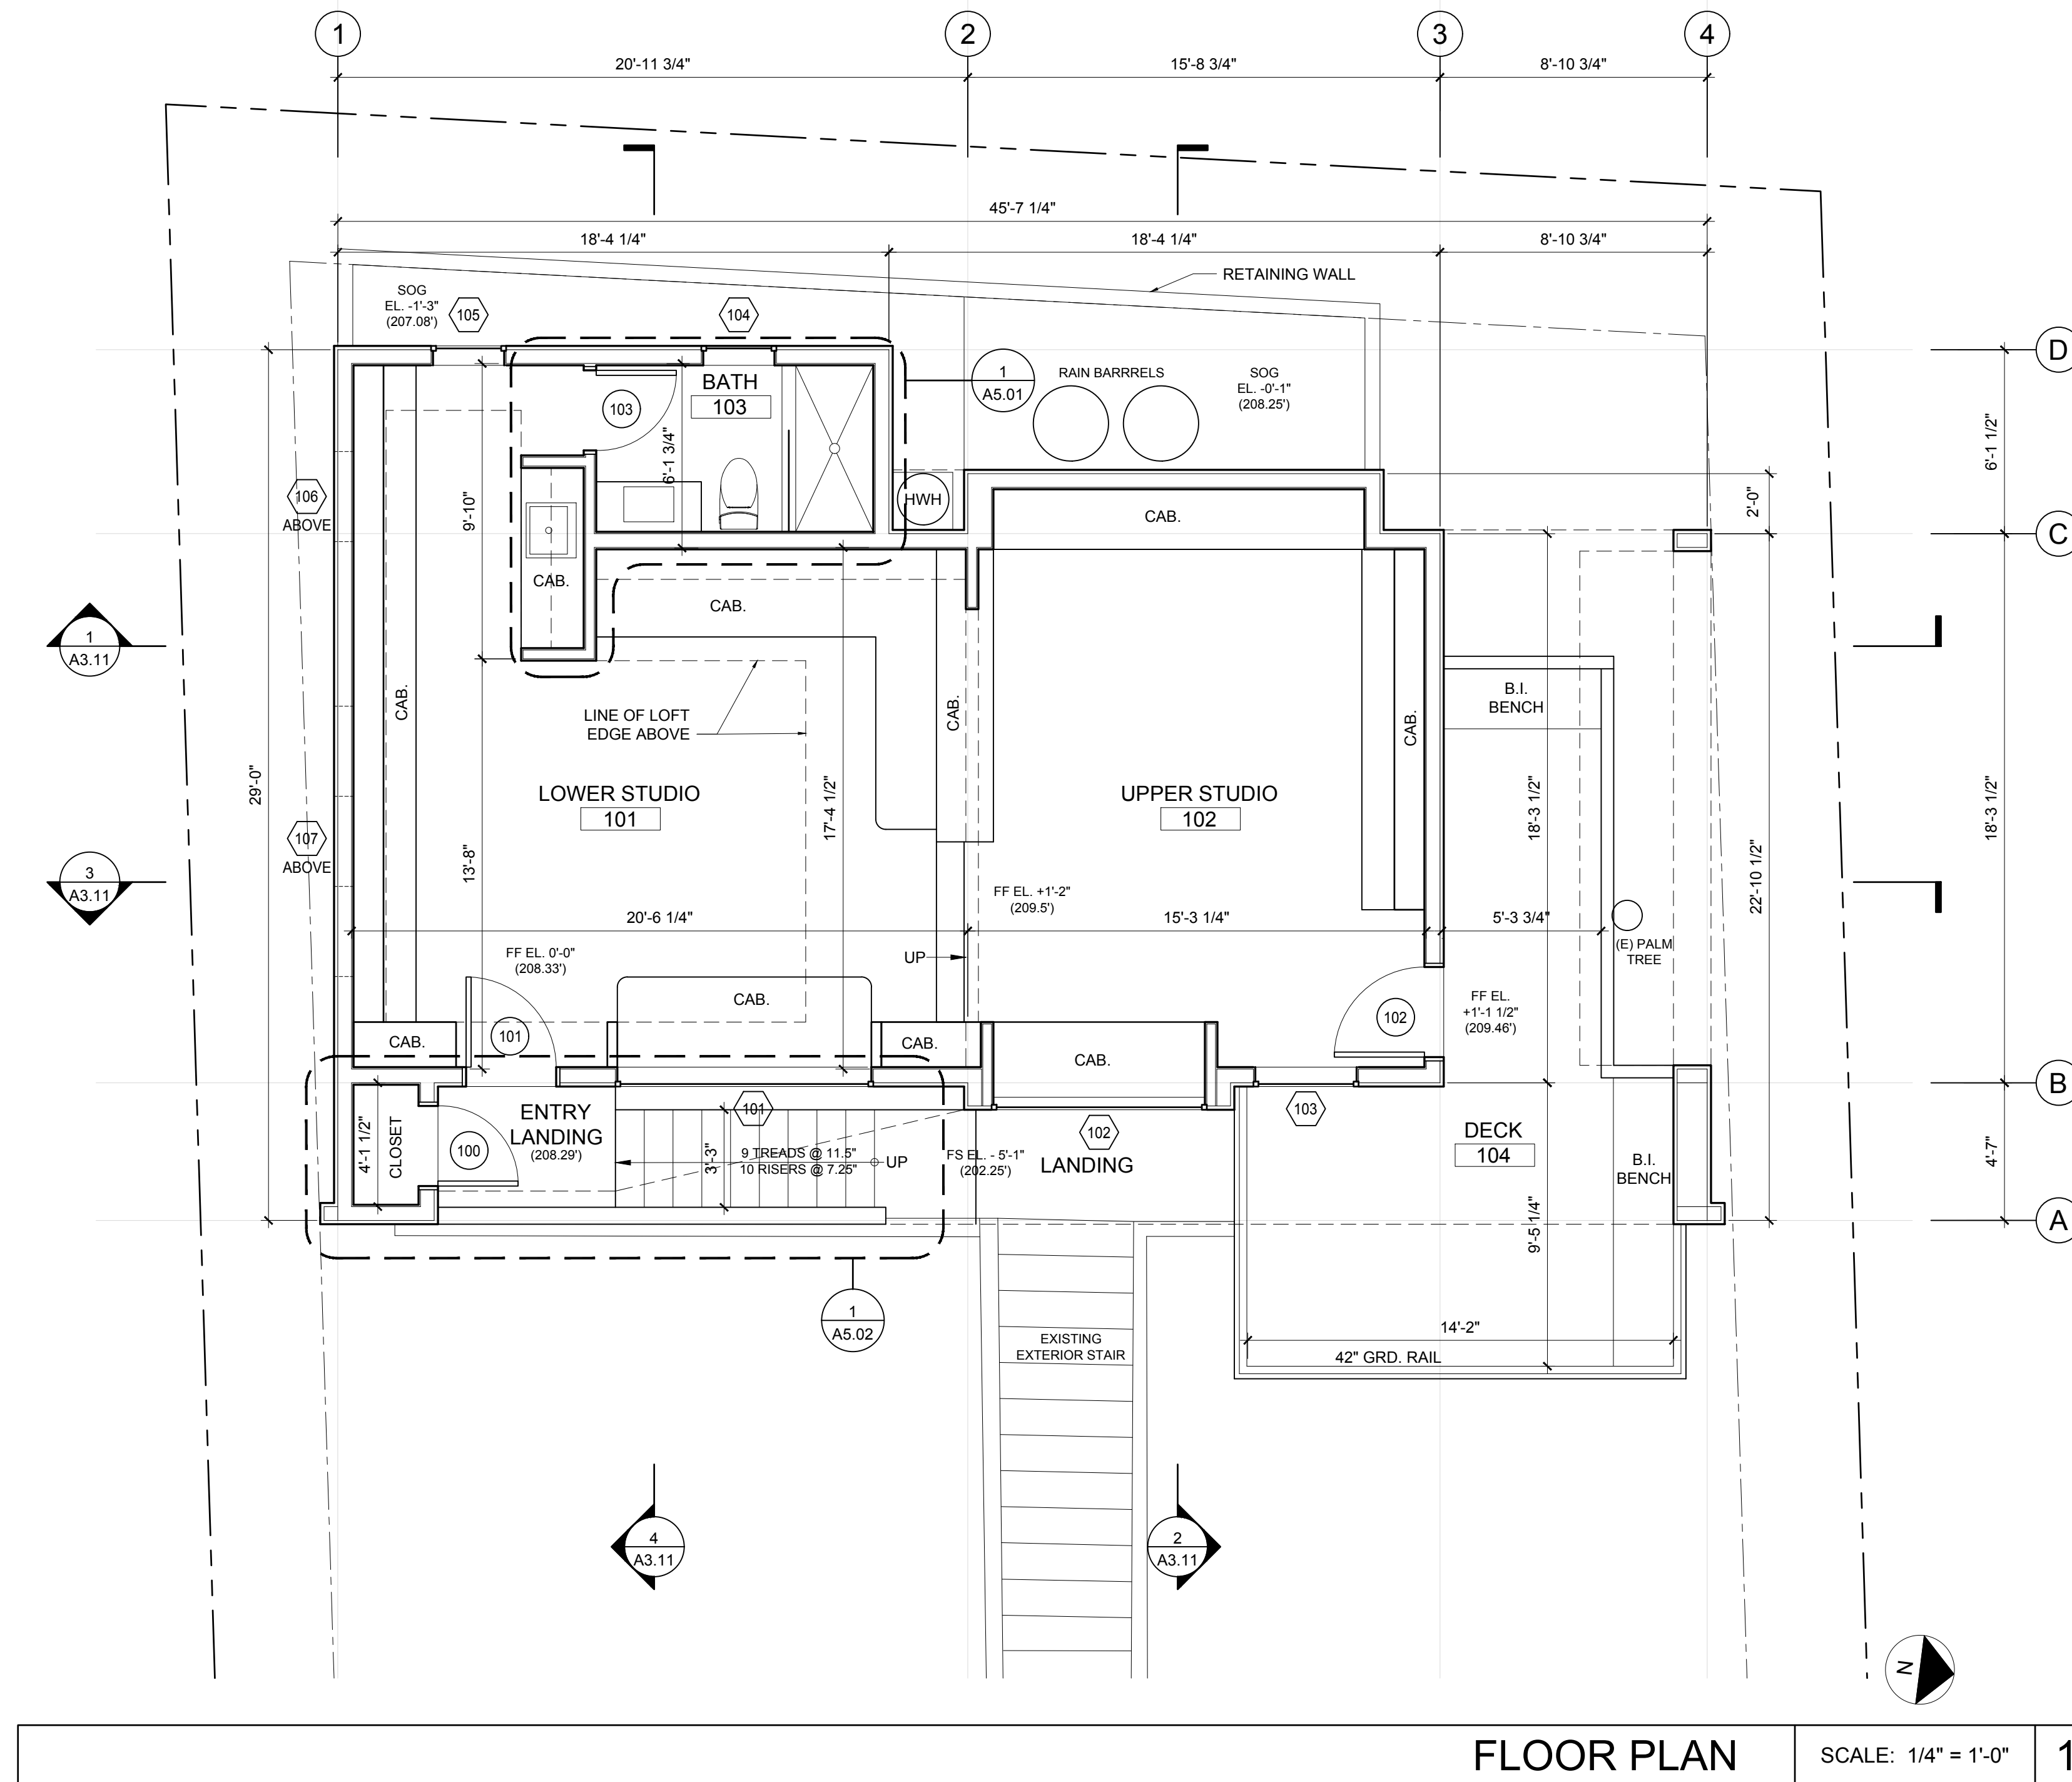 1
2
3
4
20'-11 3/4"
15'-8 3/4"
8'-10 3/4"
45'-7 1/4"
18'-4 1/4"
18'-4 1/4"
8'-10 3/4"
RETAINING WALL
SOG
EL. -1'-3"
(207.08')
105
104
D
1
A5.01
RAIN BARRRELS
SOG
EL. -0'-1"
(208.25')
BATH
103
103
6'-1 3/4"
6'-1 1/2"
106
ABOVE
9'-10"
HWH
CAB.
2'-0"
C
CAB.
CAB.
1
A3.11
CAB.
CAB.
CAB.
B.I.
BENCH
LINE OF LOFT
EDGE ABOVE
29'-0"
LOWER STUDIO
101
17'-4 1/2"
UPPER STUDIO
102
18'-3 1/2"
18'-3 1/2"
107
ABOVE
13'-8"
3
A3.11
22'-10 1/2"
FF EL. +1'-2"
(209.5')
20'-6 1/4"
15'-3 1/4"
5'-3 3/4"
(E) PALM
TREE
FF EL. 0'-0"
(208.33')
UP
CAB.
FF EL.
+1'-1 1/2"
(209.46')
102
CAB.
101
CAB.
CAB.
B
ENTRY
LANDING
(208.29')
101
103
102
4'-1 1/2"
CLOSET
100
3'-3"
9 TREADS @ 11.5"
10 RISERS @ 7.25"
UP
FS EL. - 5'-1"
(202.25')
LANDING
DECK
104
B.I.
BENCH
4'-7"
A
9'-5 1/4"
1
A5.02
EXISTING
EXTERIOR STAIR
14'-2"
42" GRD. RAIL
4
A3.11
2
A3.11
N
FLOOR PLAN
SCALE: 1/4" = 1'-0"
1